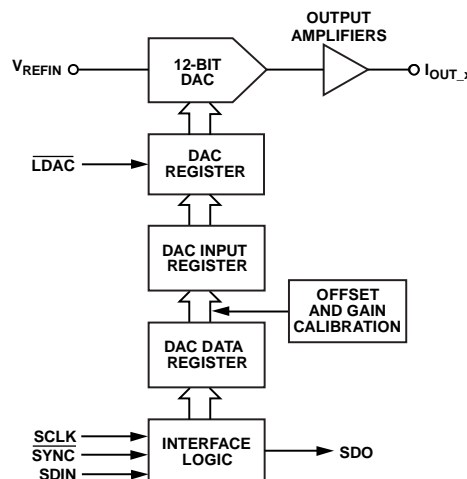 OUTPUT
AMPLIFIERS
VREFIN
12-BIT
DAC
IOUT_x
LDAC
DAC
REGISTER
DAC INPUT
REGISTER
OFFSET
AND GAIN
CALIBRATION
DAC DATA
REGISTER
SCLK
SYNC
SDIN
INTERFACE
LOGIC
SDO